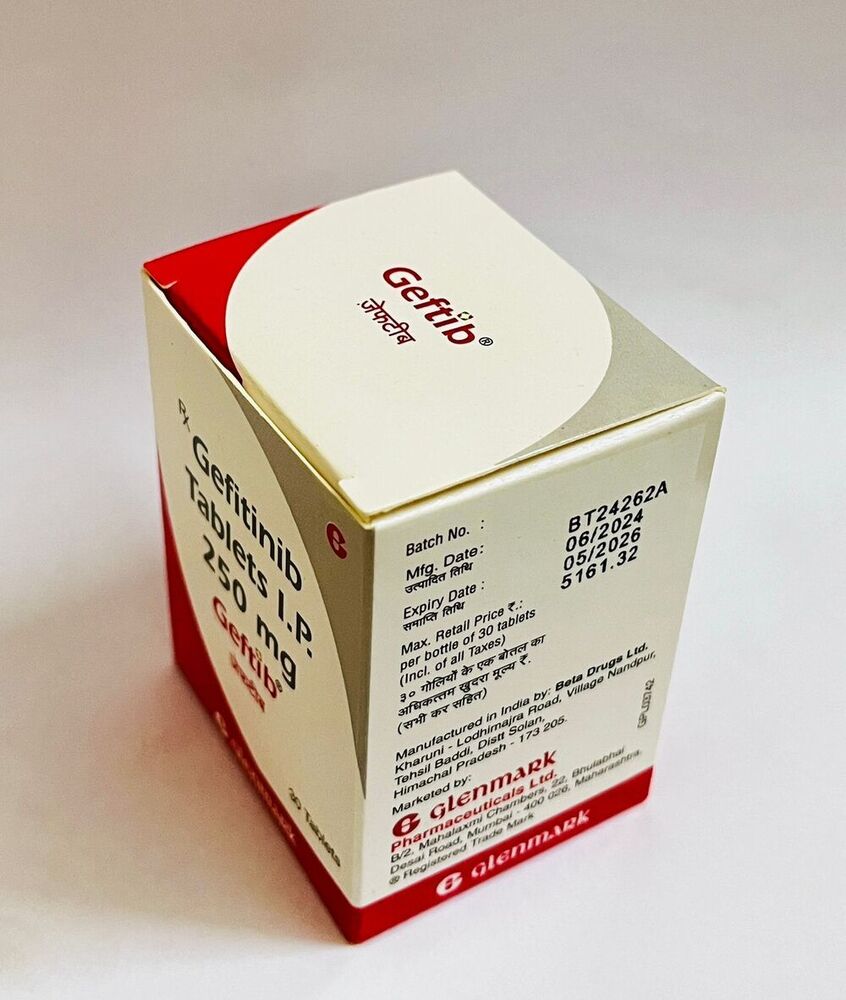 Geftib®
ज़ेफ्टीब
Rx
Gefitinib
Tablets I.P.
250 mg
Geftib®
ज़ेफ्टीब
Glenmark
30 Tablets
Batch No. : BT24262A
Mfg. Date: 06/2024
उत्पादित तिथि
Expiry Date : 05/2026
समाप्ति तिथि
Max. Retail Price ₹.: 5161.32
per bottle of 30 tablets
(Incl. of all Taxes)
३० गोलियों के एक बोतल का
अधिकत्तम खुदरा मूल्य ₹.
(सभी कर सहित)
Manufactured in India by: Beta Drugs Ltd.
Kharuni - Lodhimajra Road, Village Nandpur,
Tehsil Baddi, Distt Solan,
Himachal Pradesh - 173 205.
Marketed by:
Glenmark
Pharmaceuticals Ltd.
B/2, Mahalaxmi Chambers, 22, Bhulabhai
Desai Road, Mumbai - 400 026, Maharashtra.
® Registered Trade Mark
GPL03742
Glenmark